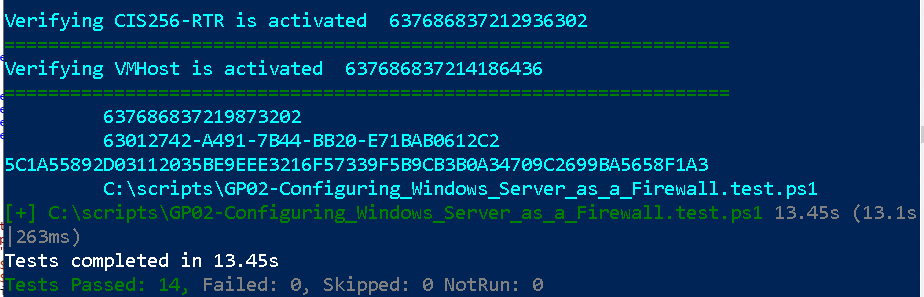 Verifying CIS256-RTR is activated  637686837212936302
==================================================================
Verifying VMHost is activated  637686837214186436
==================================================================
637686837219873202
63012742-A491-7B44-BB20-E71BAB0612C2
5C1A55892D03112035BE9EEE3216F57339F5B9CB3B0A34709C2699BA5658F1A3
C:\scripts\GP02-Configuring_Windows_Server_as_a_Firewall.test.ps1
[+] C:\scripts\GP02-Configuring_Windows_Server_as_a_Firewall.test.ps1 13.45s (13.1s
|263ms)
Tests completed in 13.45s
Tests Passed: 14, Failed: 0, Skipped: 0 NotRun: 0